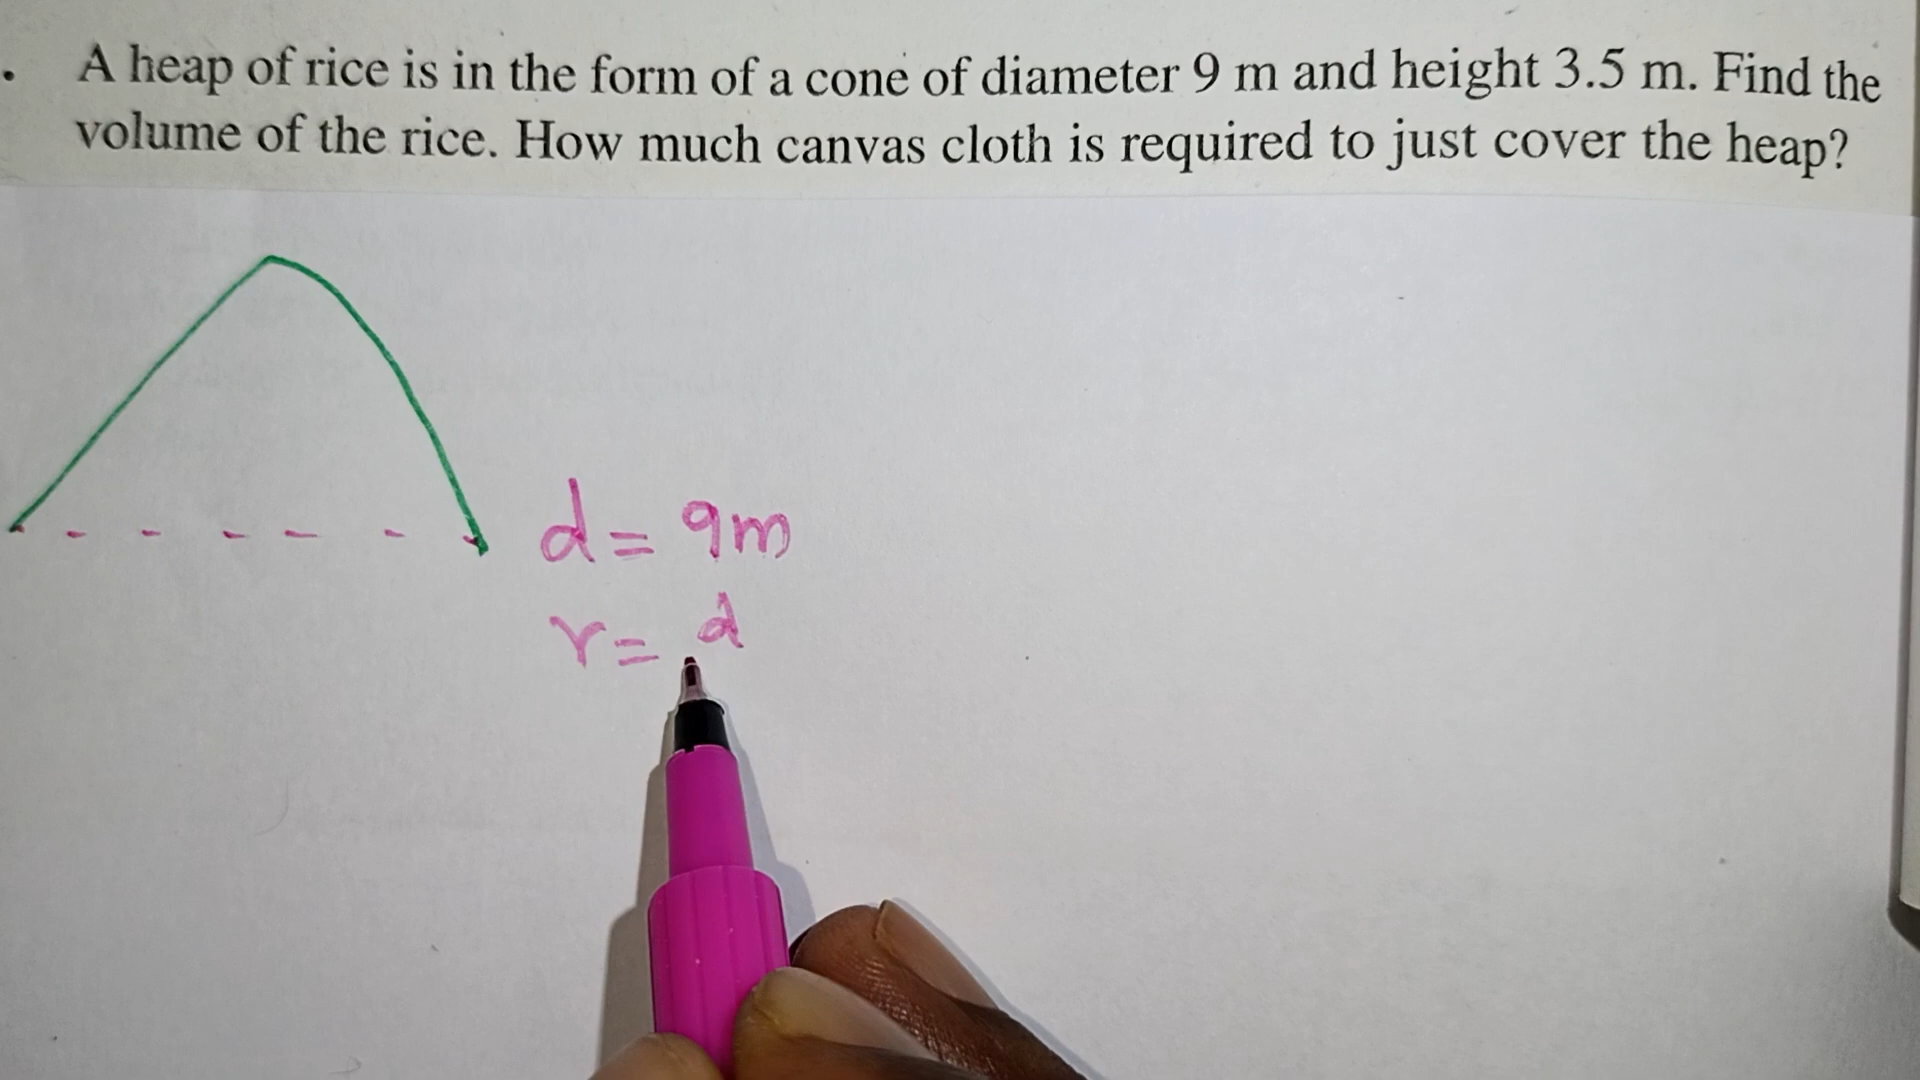 . A heap of rice is in the form of a cone of diameter 9 m and height 3.5 m. Find the
volume of the rice. How much canvas cloth is required to just cover the heap?
d = 9m
r = d